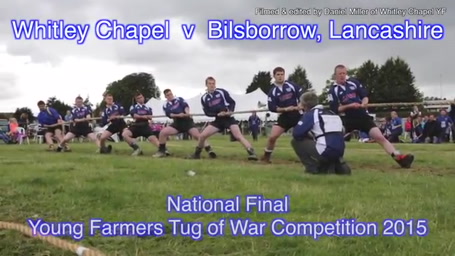 Filmed & edited by Daniel Miller of Whitley Chapel YF
Whitley Chapel v Bilsborrow, Lancashire
National Final
Young Farmers Tug of War Competition 2015